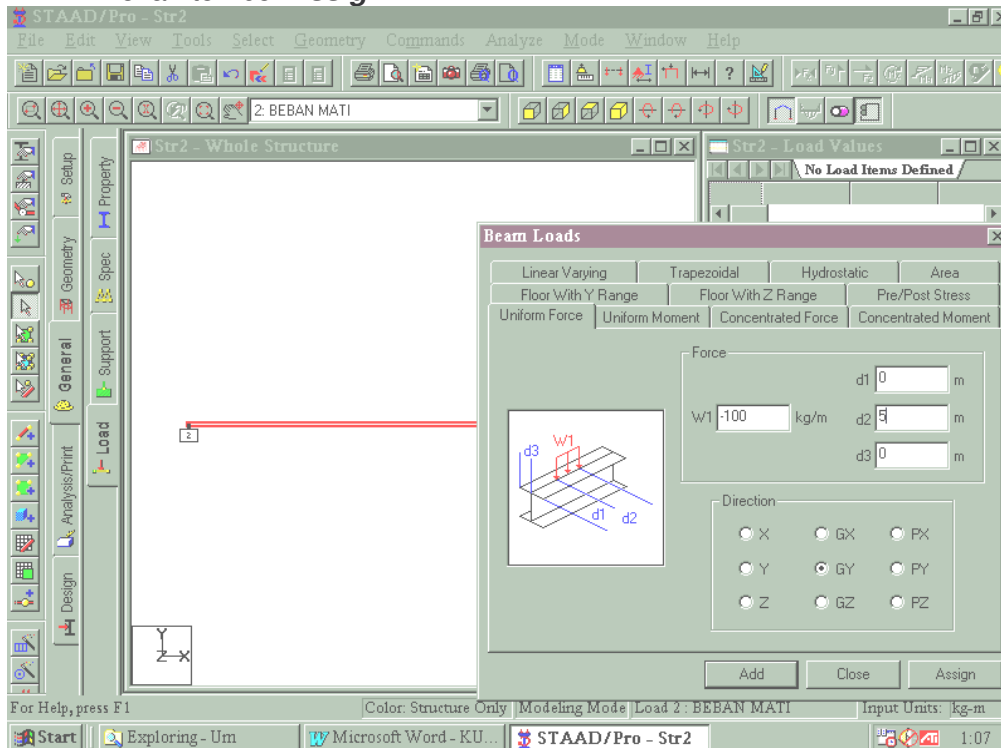 STAAD/Pro - Str2
File Edit View Tools Select Geometry Commands Analyze Mode Window Help
2: BEBAN MATI
Str2 - Whole Structure
Str2 - Load Values
No Load Items Defined
Setup
Geometry
General
Analysis/Print
Design
Property
Spec
Support
Load
2
Y
Z X
Beam Loads
Linear Varying Trapezoidal Hydrostatic Area
Floor With Y Range Floor With Z Range Pre/Post Stress
Uniform Force Uniform Moment Concentrated Force Concentrated Moment
Force
d1 0 m
W1 -100 kg/m d2 5 m
d3 0 m
W1
d3
d1 d2
Direction
X GX PX
Y GY PY
Z GZ PZ
Add Close Assign
For Help, press F1 Color: Structure Only Modeling Mode Load 2 : BEBAN MATI Input Units: kg-m
Start Exploring - Um Microsoft Word - KU... STAAD/Pro - Str2 1:07